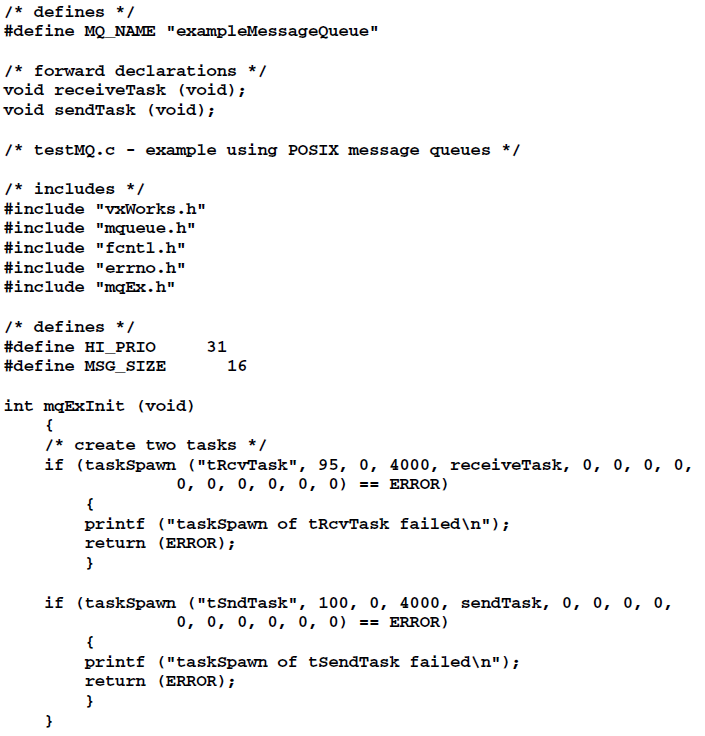 /* defines */
#define MQ_NAME "exampleMessageQueue"

/* forward declarations */
void receiveTask (void);
void sendTask (void);

/* testMQ.c - example using POSIX message queues */

/* includes */
#include "vxWorks.h"
#include "mqueue.h"
#include "fcntl.h"
#include "errno.h"
#include "mqEx.h"

/* defines */
#define HI_PRIO     31
#define MSG_SIZE      16

int mqExInit (void)
    {
    /* create two tasks */
    if (taskSpawn ("tRcvTask", 95, 0, 4000, receiveTask, 0, 0, 0, 0,
                 0, 0, 0, 0, 0, 0) == ERROR)
        {
        printf ("taskSpawn of tRcvTask failed\n");
        return (ERROR);
        }

    if (taskSpawn ("tSndTask", 100, 0, 4000, sendTask, 0, 0, 0, 0,
                 0, 0, 0, 0, 0, 0) == ERROR)
        {
        printf ("taskSpawn of tSendTask failed\n");
        return (ERROR);
        }
    }